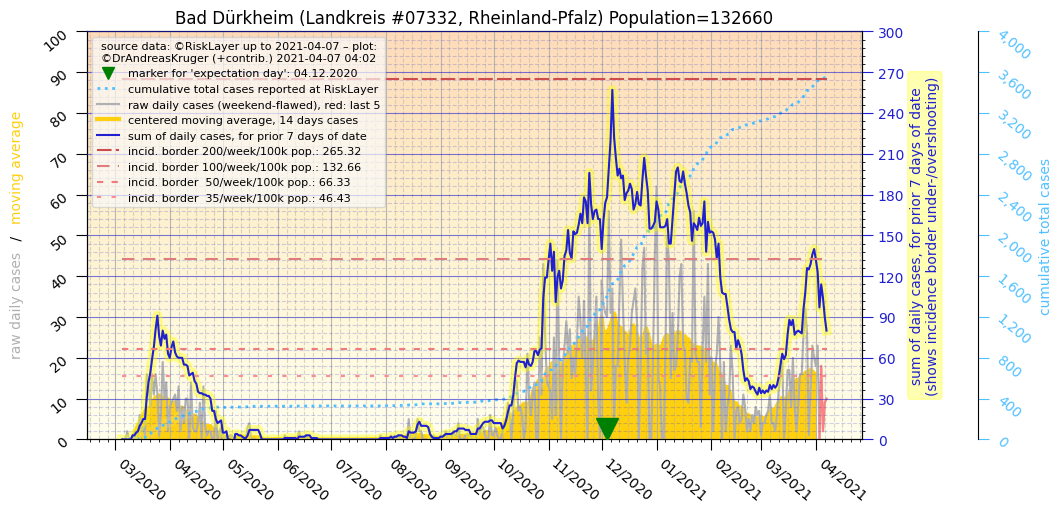 Bad Dürkheim (Landkreis #07332, Rheinland-Pfalz) Population=132660
source data: ©RiskLayer up to 2021-04-07 – plot:
©DrAndreasKruger (+contrib.) 2021-04-07 04:02
marker for 'expectation day': 04.12.2020
cumulative total cases reported at RiskLayer
raw daily cases (weekend-flawed), red: last 5
centered moving average, 14 days cases
sum of daily cases, for prior 7 days of date
incid. border 200/week/100k pop.: 265.32
incid. border 100/week/100k pop.: 132.66
incid. border  50/week/100k pop.: 66.33
incid. border  35/week/100k pop.: 46.43
raw daily cases / moving average
100
90
80
70
60
50
40
30
20
10
0
03/2020
04/2020
05/2020
06/2020
07/2020
08/2020
09/2020
10/2020
11/2020
12/2020
01/2021
02/2021
03/2021
04/2021
300
270
240
210
180
150
120
90
60
30
0
sum of daily cases, for prior 7 days of date
(shows incidence border under-/overshooting)
4,000
3,600
3,200
2,800
2,400
2,000
1,600
1,200
800
400
0
cumulative total cases